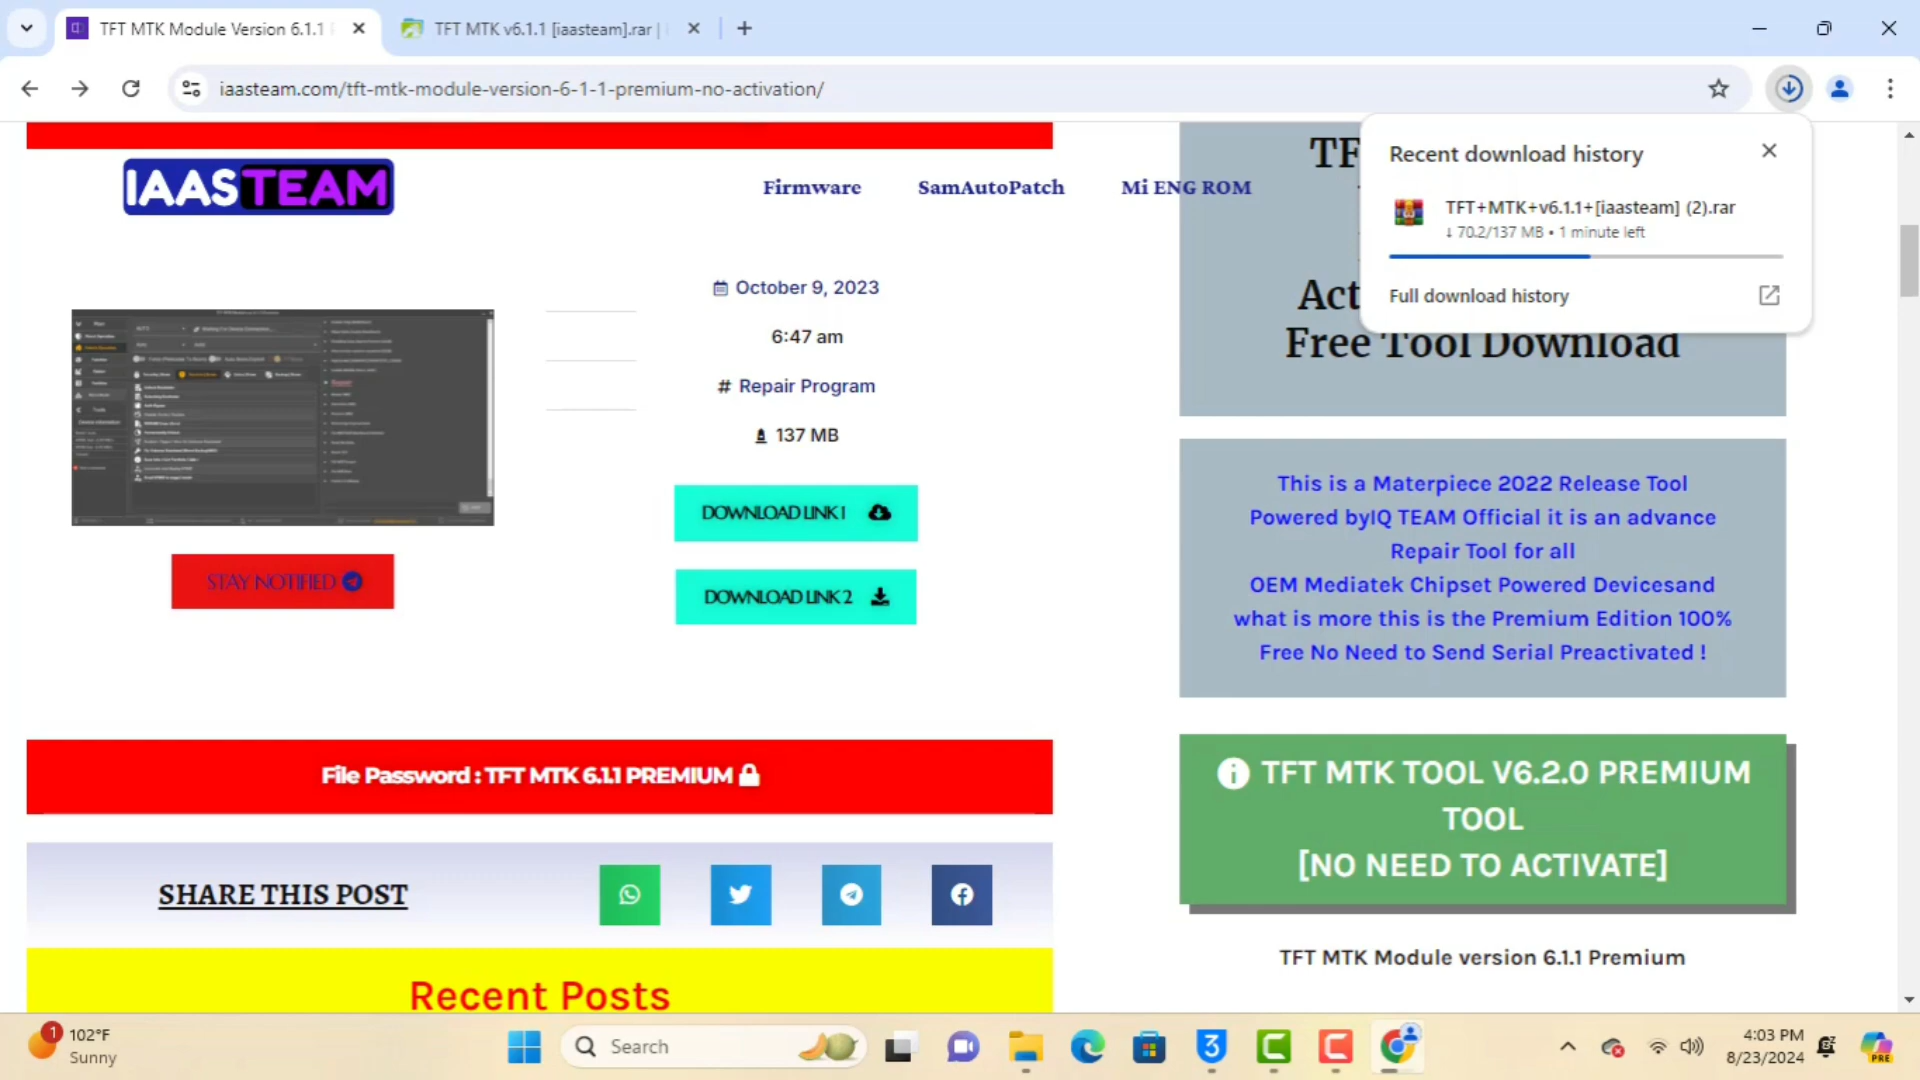 TFT MTK Module Version 6.1.1
TFT MTK v6.1.1 [iaasteam].rar |
iaasteam.com/tft-mtk-module-version-6-1-1-premium-no-activation/
Recent download history
TFT+MTK+v6.1.1+[iaasteam] (2).rar
↓ 70.2/137 MB • 1 minute left
Full download history
IAASTEAM
Firmware
SamAutoPatch
Mi ENG ROM
October 9, 2023
6:47 am
# Repair Program
137 MB
DOWNLOAD LINK 1
DOWNLOAD LINK 2
STAY NOTIFIED
File Password : TFT MTK 6.1.1 PREMIUM
SHARE THIS POST
Recent Posts
TF
Act
Free Tool Download
This is a Materpiece 2022 Release Tool
Powered byIQ TEAM Official it is an advance
Repair Tool for all
OEM Mediatek Chipset Powered Devicesand
what is more this is the Premium Edition 100%
Free No Need to Send Serial Preactivated !
TFT MTK TOOL V6.2.0 PREMIUM
TOOL
[NO NEED TO ACTIVATE]
TFT MTK Module version 6.1.1 Premium
1
102°F
Sunny
Search
3
4:03 PM
8/23/2024
PRE